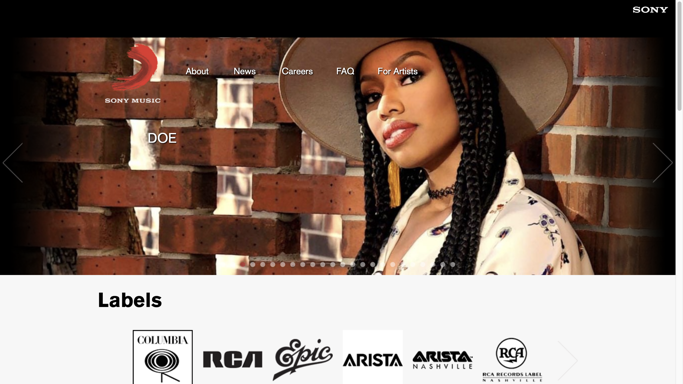 SONY
About News Careers FAQ For Artists
SONY MUSIC
DOE
Labels
COLUMBIA
RCA
Epic
ARISTA
ARISTA
NASHVILLE
RCA
RCA RECORDS LABEL
NASHVILLE